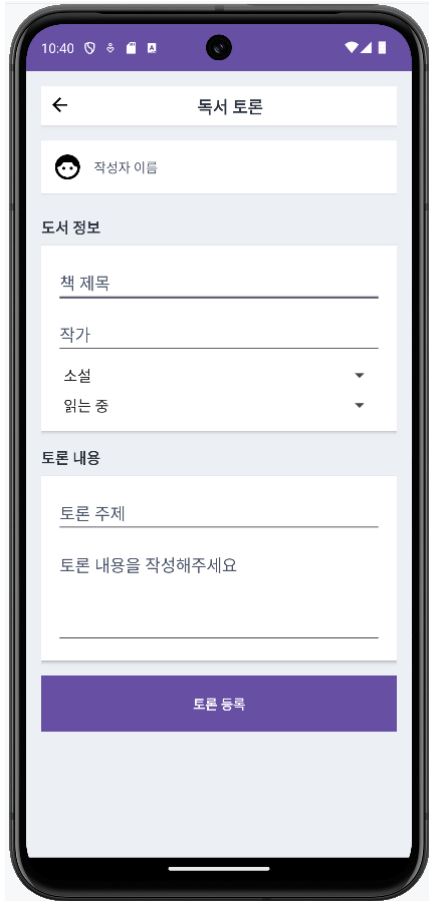 10:40
독서 토론
작성자 이름
도서 정보
책 제목
작가
소설
읽는 중
토론 내용
토론 주제
토론 내용을 작성해주세요
토론 등록